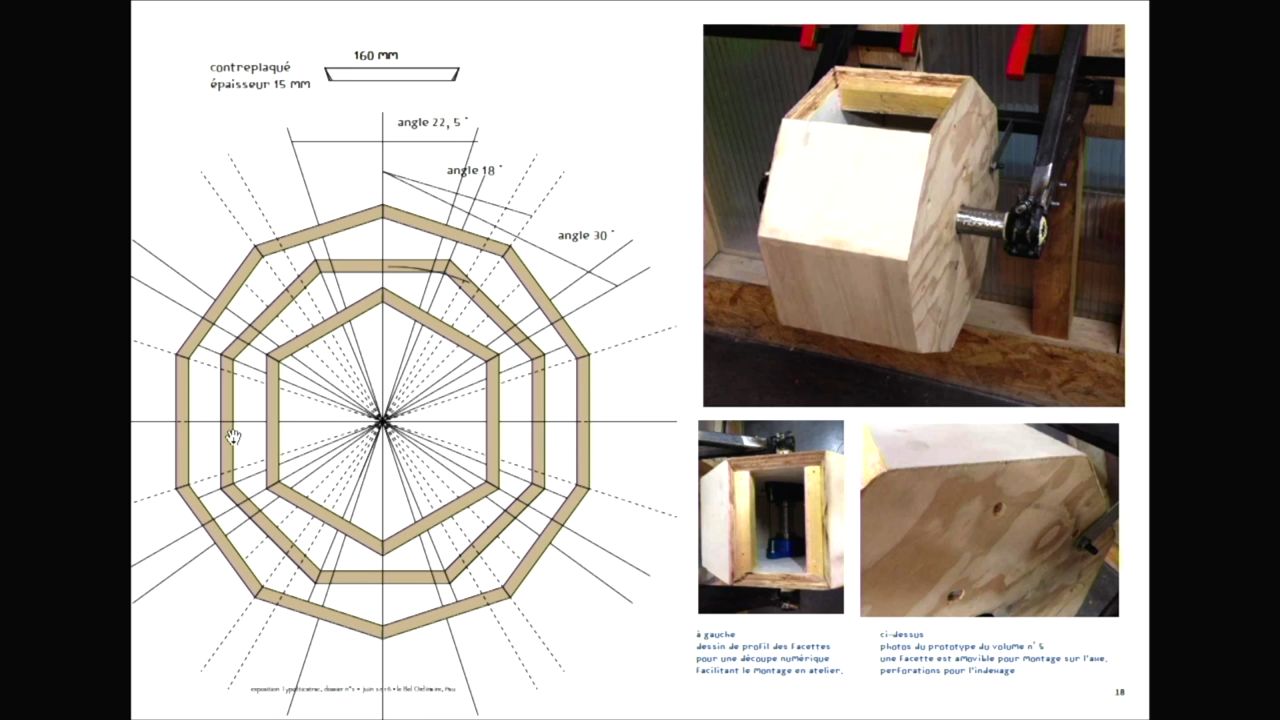 160 mm
contreplaqué
épaisseur 15 mm
angle 22, 5 °
angle 18 °
angle 30 °
à gauche
dessin de profil des facettes
pour une découpe numérique
facilitant le montage en atelier.
ci-dessus
photos du prototype du volume n° 5
une facette est amovible pour montage sur l'axe,
perforations pour l'indexage
exposition
18